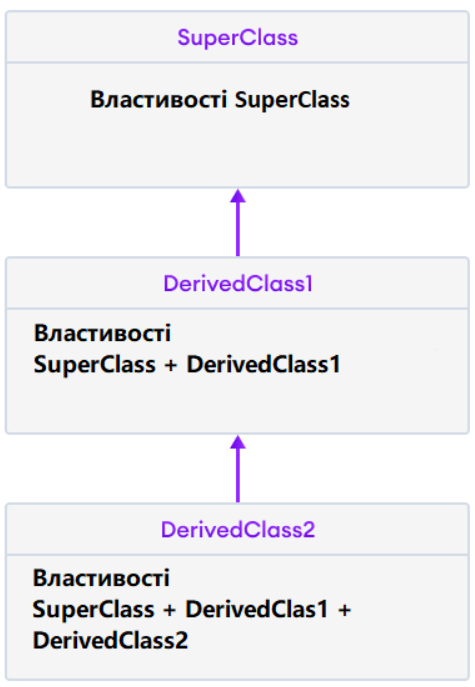 SuperClass
Властивості SuperClass
DerivedClass1
Властивості
SuperClass + DerivedClass1
DerivedClass2
Властивості
SuperClass + DerivedClas1 +
DerivedClass2